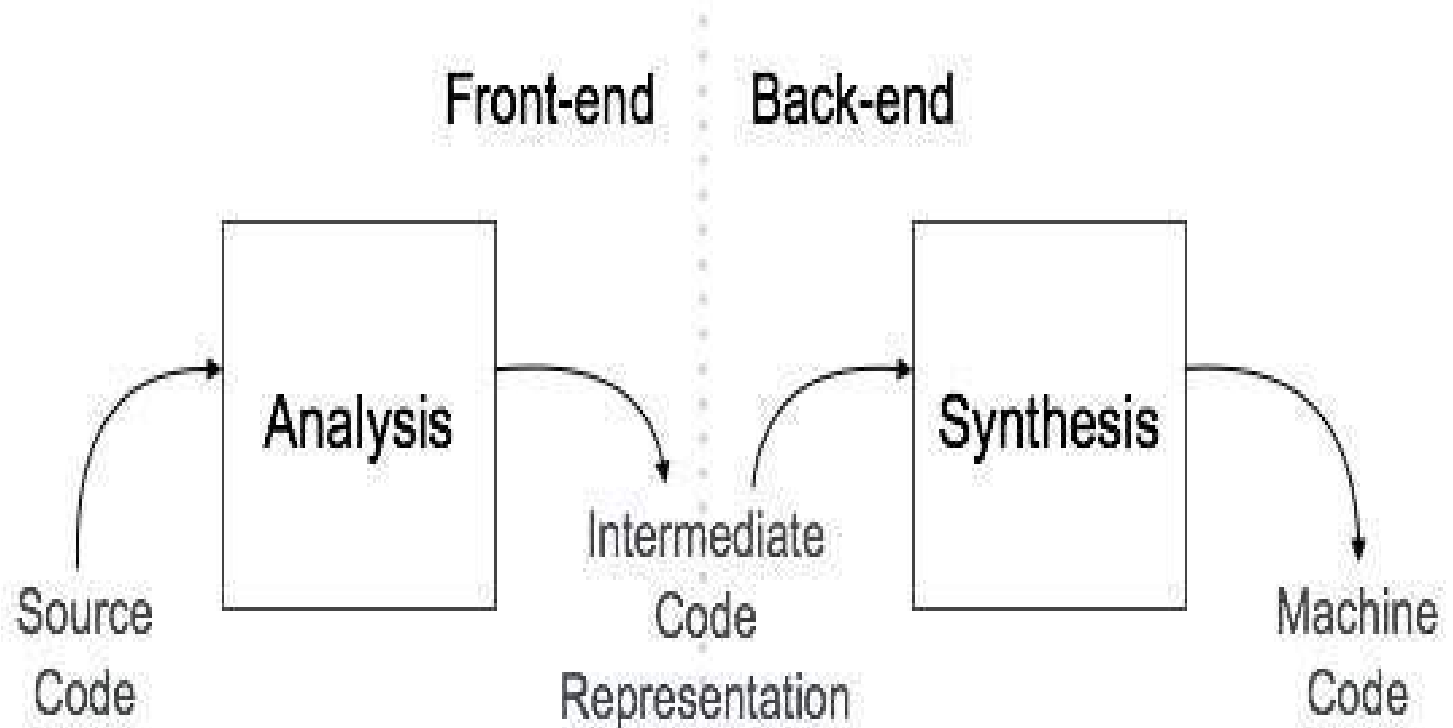 Front-end
Back-end
Analysis
Synthesis
Source
Code
Intermediate
Code
Representation
Machine
Code